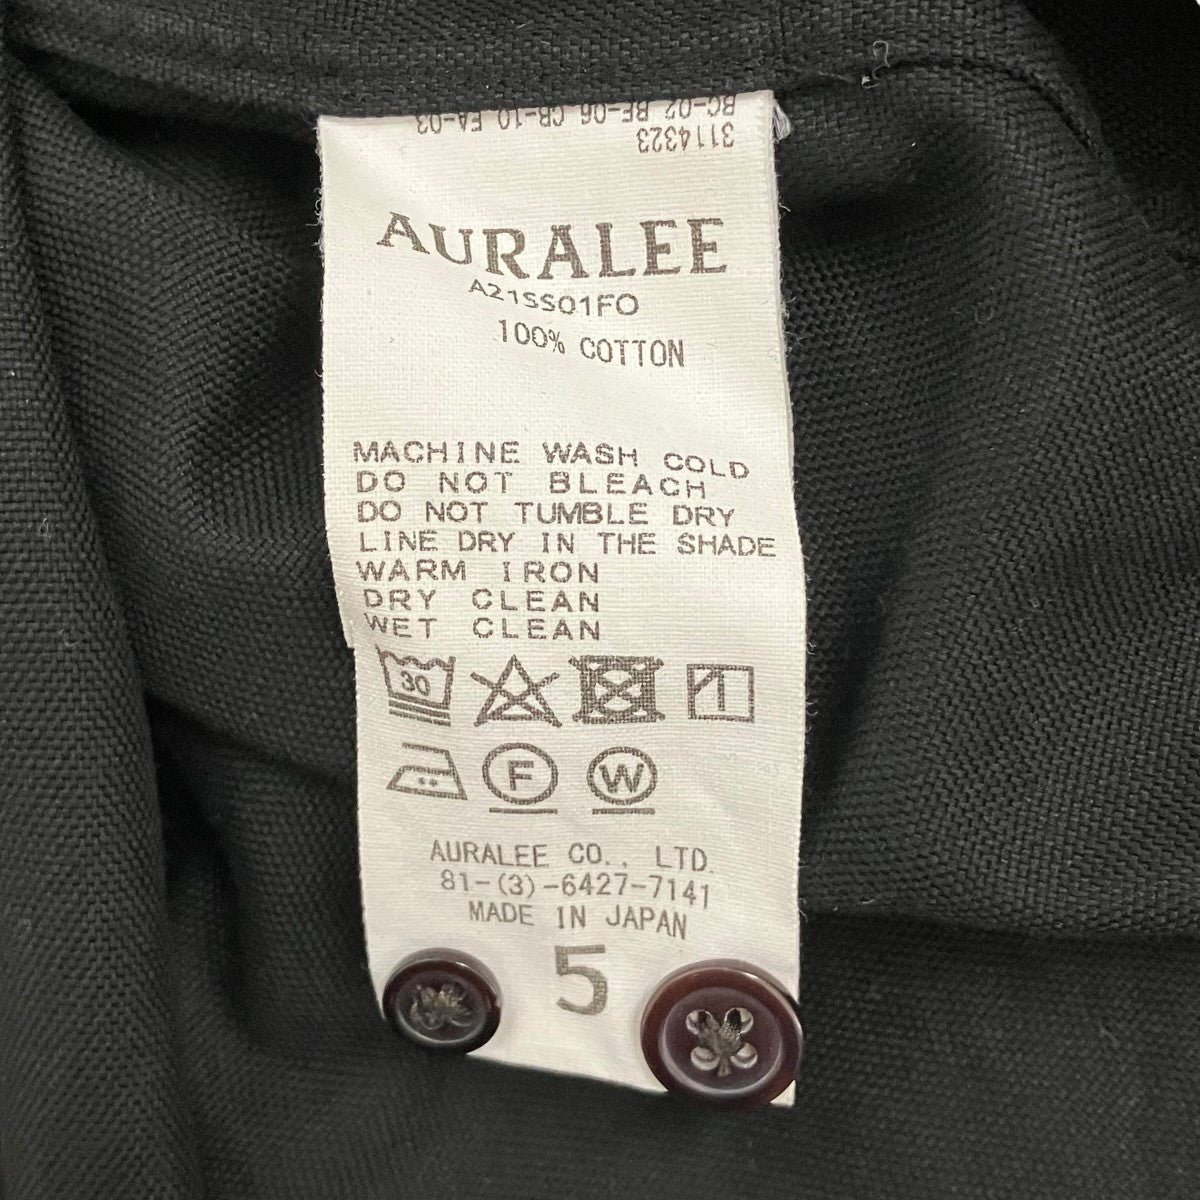 BC-02 BE-06 CB-10 EA-03
3114323
AURALEE
A21SS01FO
100% COTTON
MACHINE WASH COLD
DO NOT BLEACH
DO NOT TUMBLE DRY
LINE DRY IN THE SHADE
WARM IRON
DRY CLEAN
WET CLEAN
30
F W
AURALEE CO., LTD.
81-(3)-6427-7141
MADE IN JAPAN
5